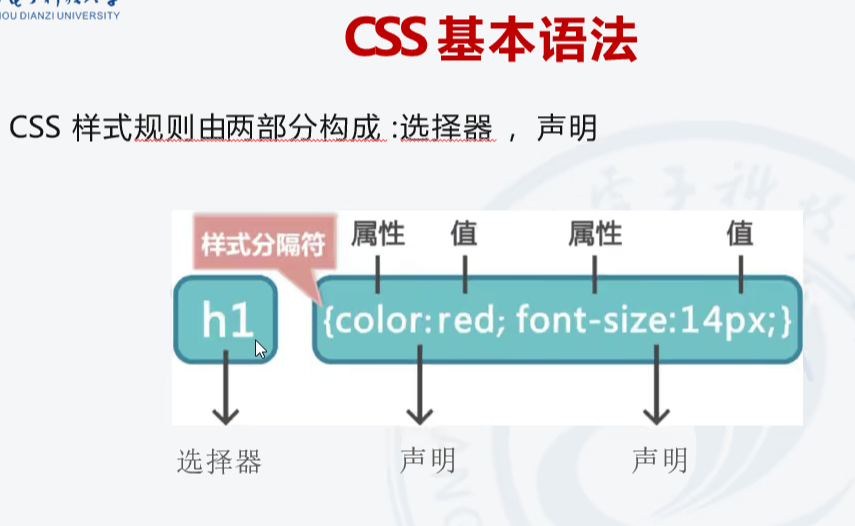 HOU DIANZI UNIVERSITY
CSS 基本语法
CSS 样式规则由两部分构成 :选择器 ，声明
样式分隔符
属性 值 属性 值
h1 {color:red; font-size:14px;}
选择器 声明 声明